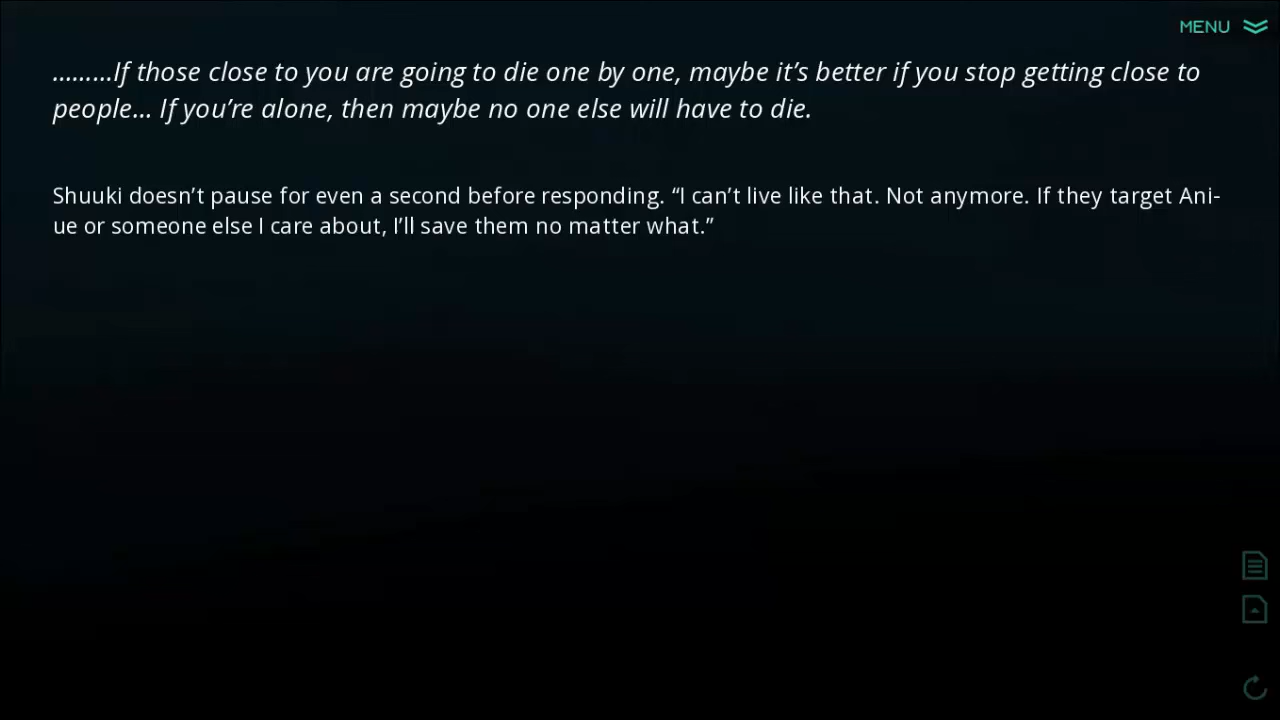 MENU
.........If those close to you are going to die one by one, maybe it’s better if you stop getting close to
people... If you’re alone, then maybe no one else will have to die.
Shuuki doesn’t pause for even a second before responding. “I can’t live like that. Not anymore. If they target Ani-
ue or someone else I care about, I’ll save them no matter what.”